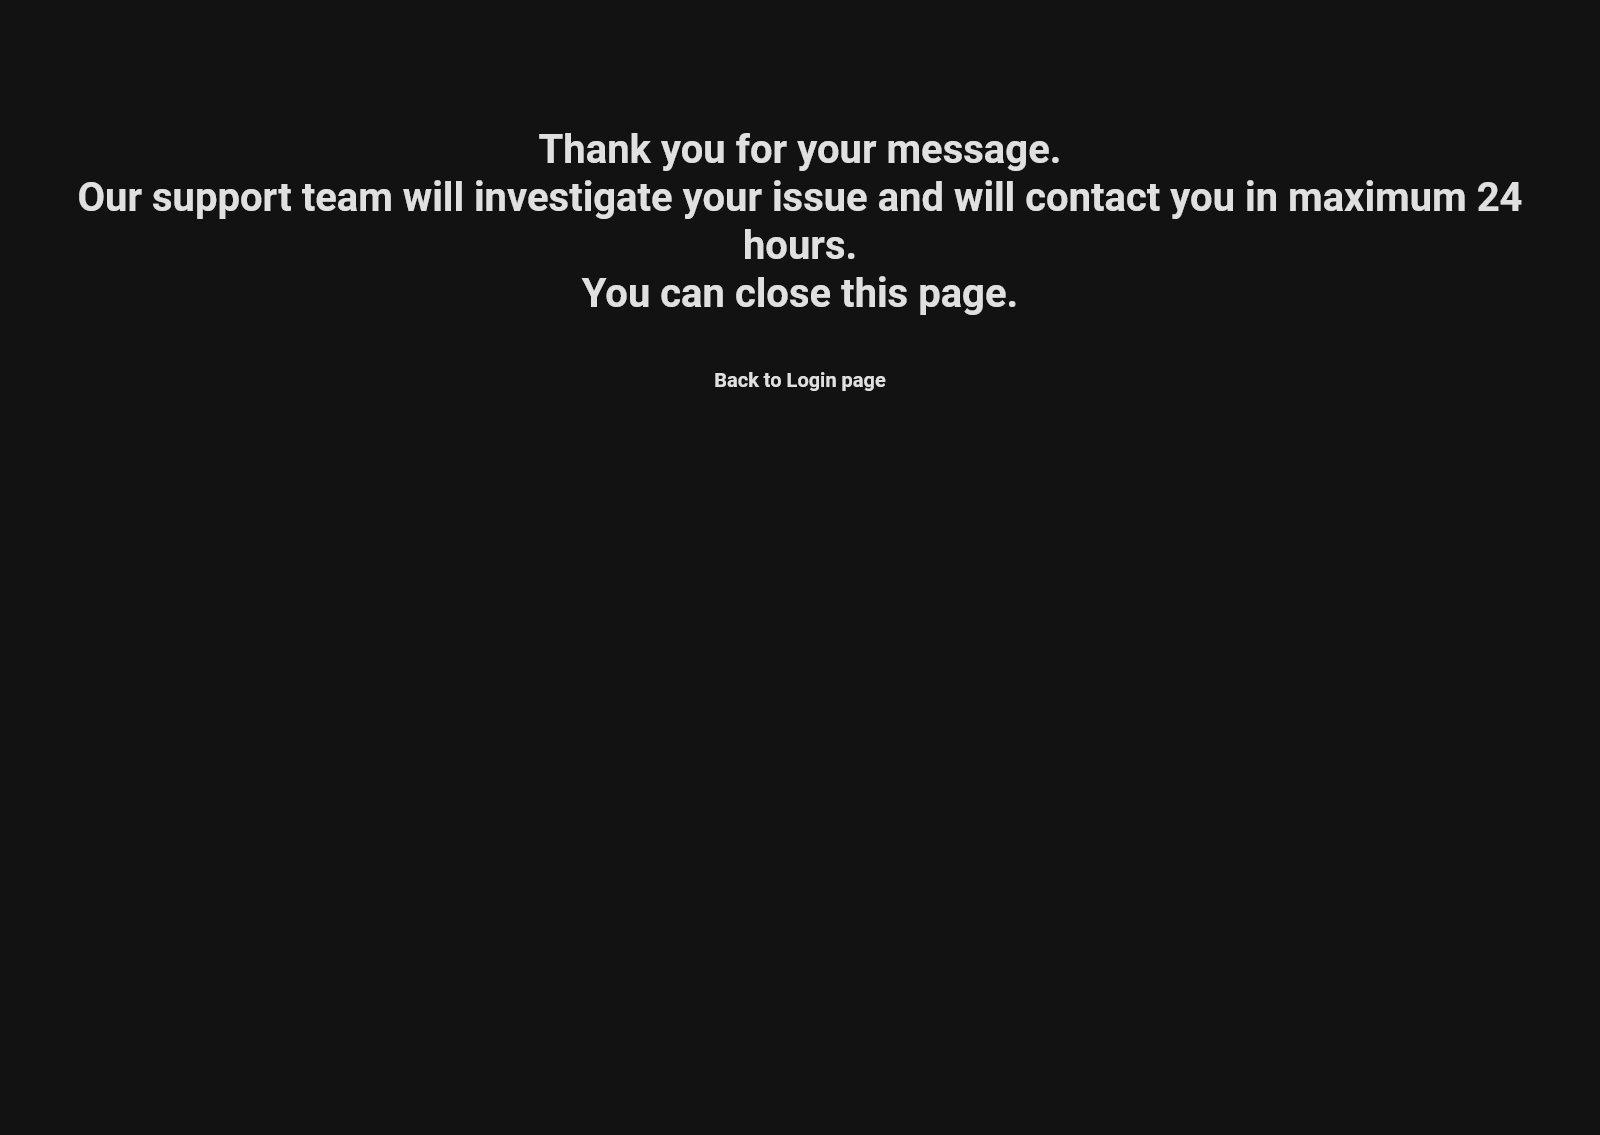 Thank you for your message.
Our support team will investigate your issue and will contact you in maximum 24
hours.
You can close this page.
Back to Login page